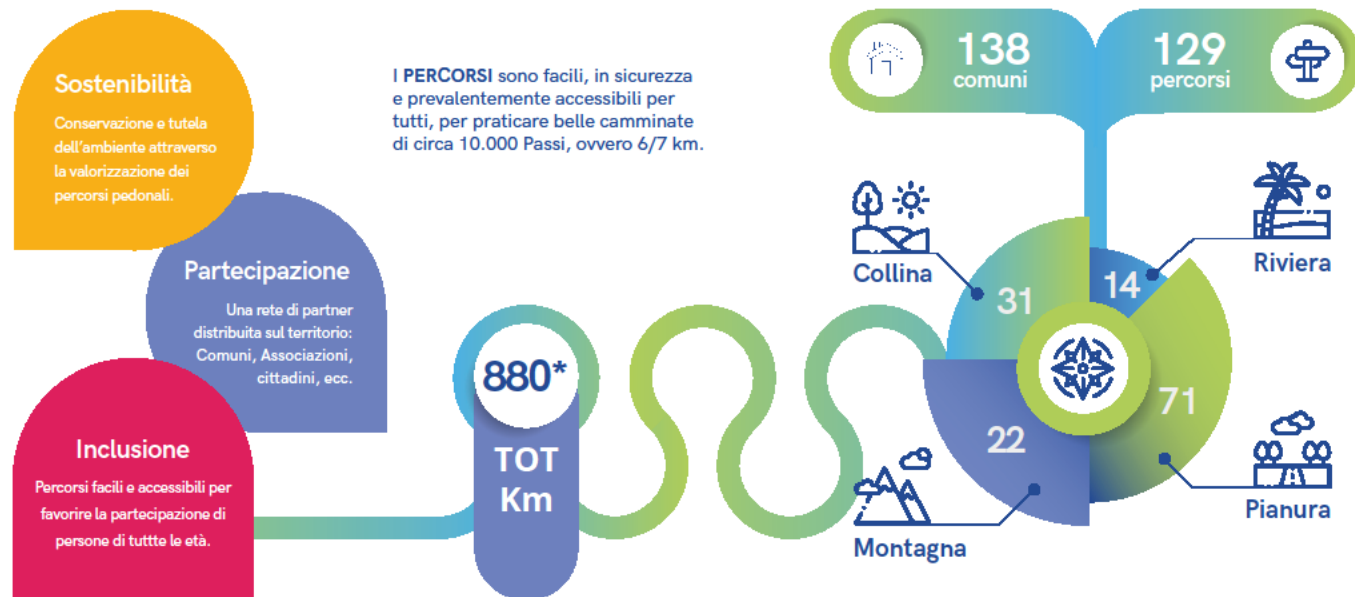 Sostenibilità
Conservazione e tutela
dell'ambiente attraverso
la valorizzazione dei
percorsi pedonali.
Partecipazione
Una rete di partner
distribuita sul territorio:
Comuni, Associazioni,
cittadini, ecc.
Inclusione
Percorsi facili e accessibili per
favorire la partecipazione di
persone di tuttte le età.
I PERCORSI sono facili, in sicurezza
e prevalentemente accessibili per
tutti, per praticare belle camminate
di circa 10.000 Passi, ovvero 6/7 km.
880*
TOT
Km
138
comuni
129
percorsi
Collina
31
14
Riviera
22
71
Montagna
Pianura